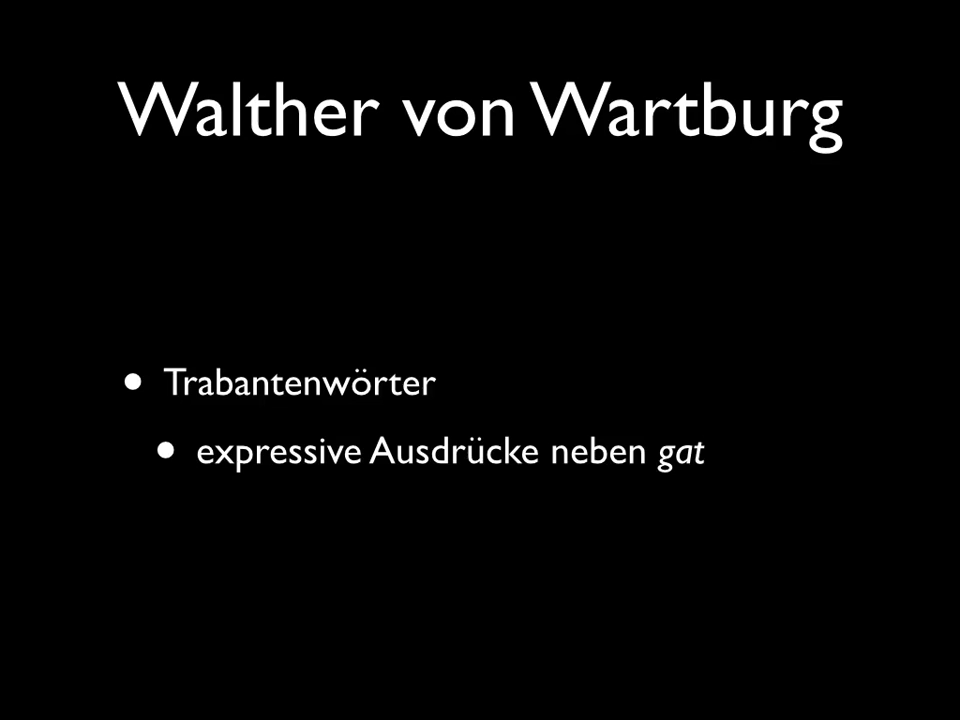 Walther von Wartburg
• Trabantenwörter
• expressive Ausdrücke neben gat